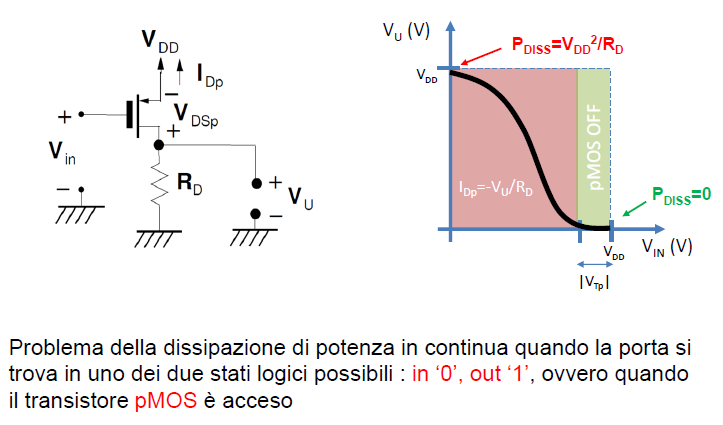 V_DD
I_Dp
−
V_DSp
+
+
V_in
−
R_D
+
V_U
−
V_U (V)
P_DISS=V_DD²/R_D
V_DD
pMOS OFF
I_Dp=-V_U/R_D
P_DISS=0
V_DD
V_IN (V)
|V_Tp|
Problema della dissipazione di potenza in continua quando la porta si
trova in uno dei due stati logici possibili : in ‘0’, out ‘1’, ovvero quando
il transistore pMOS è acceso